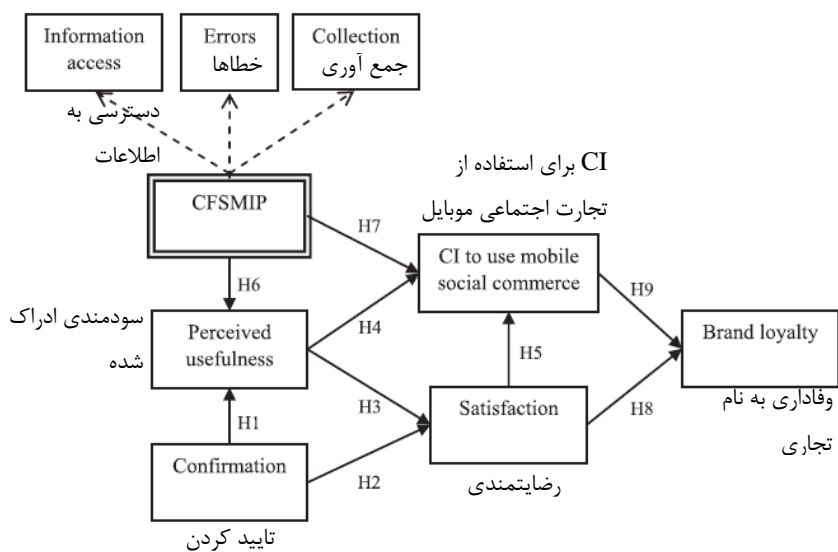 Information
access
Errors
خطاها
Collection
جمع آوری
دسترسی به
اطلاعات
CI برای استفاده از
تجارت اجتماعی موبایل
CFSMIP
H7
CI to use mobile
social commerce
H6
H9
سودمندی ادراک
شده
Perceived
usefulness
H4
H5
Brand loyalty
وفاداری به نام
تجاری
H3
Satisfaction
رضایتمندی
H8
H1
Confirmation
H2
تایید کردن